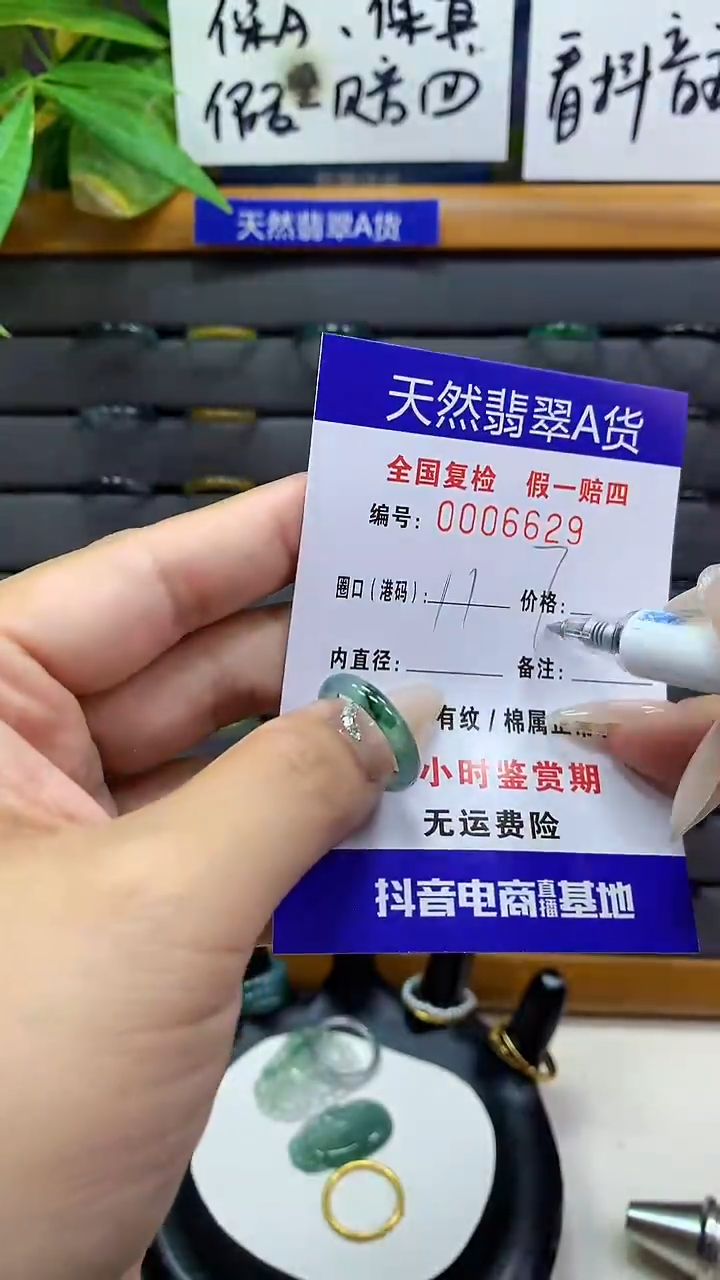 保A、保真
假一赔四
看抖音
天然翡翠A货
天然翡翠A货
全国复检 假一赔四
编号：0006629
圈口（港码）：11 价格：7
内直径： 备注：
有纹/棉属正常
小时鉴赏期
无运费险
抖音电商直播基地